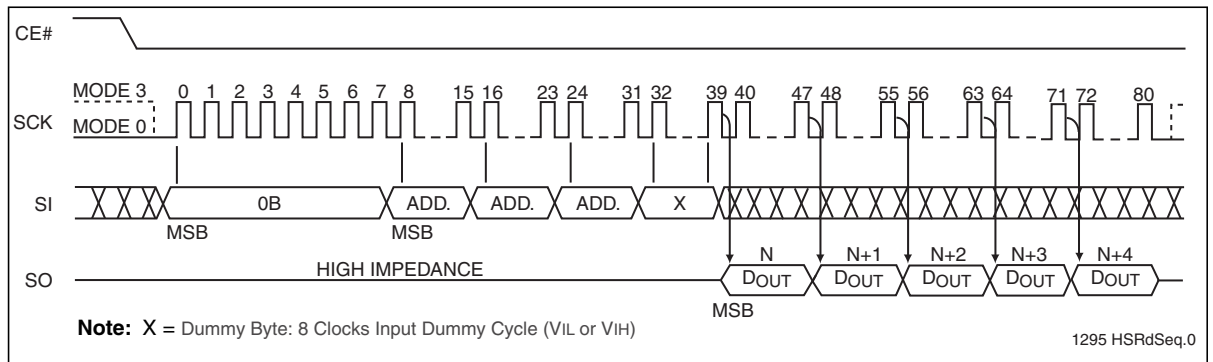 CE#
MODE 3 0 1 2 3 4 5 6 7 8 15 16 23 24 31 32 39 40 47 48 55 56 63 64 71 72 80
SCK MODE 0
SI 0B ADD. ADD. ADD. X
MSB MSB
N N+1 N+2 N+3 N+4
SO HIGH IMPEDANCE DOUT DOUT DOUT DOUT DOUT
MSB
Note: X = Dummy Byte: 8 Clocks Input Dummy Cycle (VIL or VIH)
1295 HSRdSeq.0